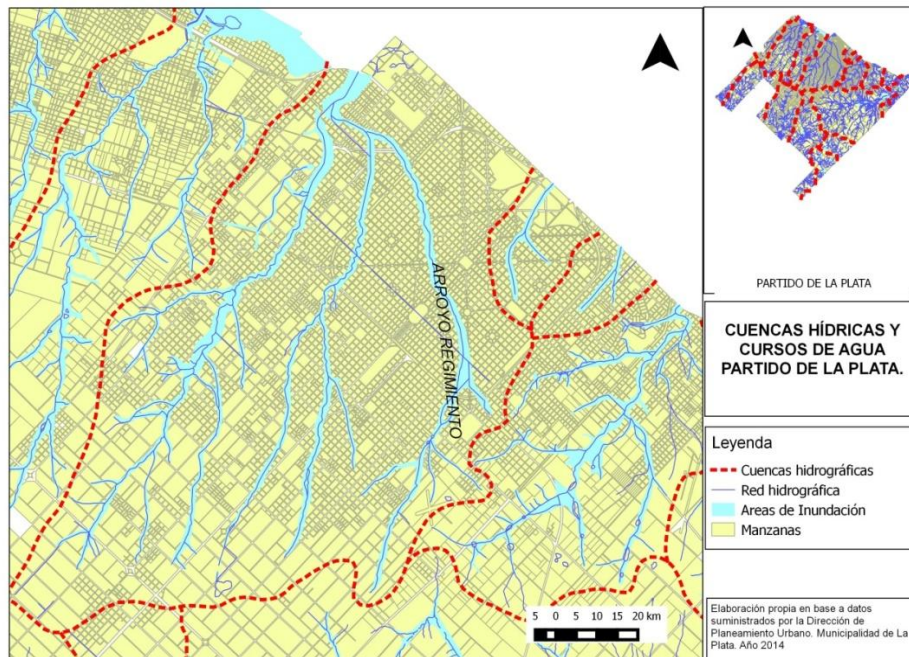 ARROYO REGIMIENTO
5 0 5 10 15 20 km
PARTIDO DE LA PLATA
CUENCAS HÍDRICAS Y
CURSOS DE AGUA
PARTIDO DE LA PLATA.
Leyenda
Cuencas hidrográficas
Red hidrográfica
Areas de Inundación
Manzanas
Elaboración propia en base a datos
suministrados por la Dirección de
Planeamiento Urbano. Municipalidad de La
Plata. Año 2014